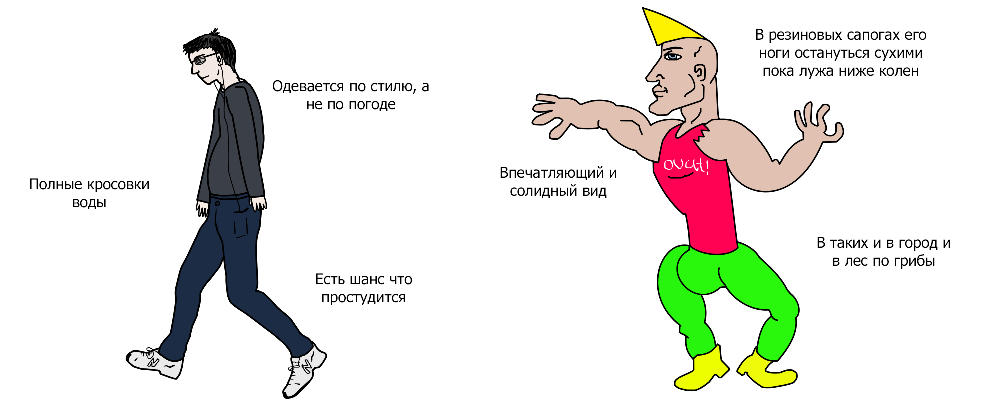 Одевается по стилю, а
не по погоде
Полные кросовки
воды
Есть шанс что
простудится
N
N
В резиновых сапогах его
ноги остануться сухими
пока лужа ниже колен
Впечатляющий и
солидный вид
OUCH!
В таких и в город и
в лес по грибы